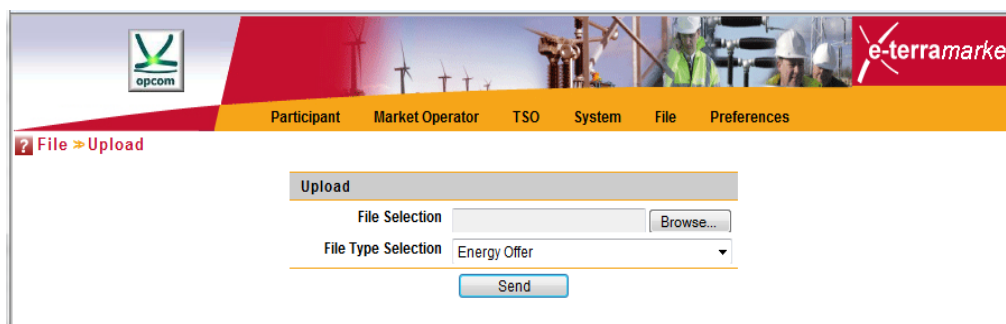 opcom
e-terramarke
Participant Market Operator TSO System File Preferences
? File Upload
Upload
File Selection Browse...
File Type Selection Energy Offer
Send